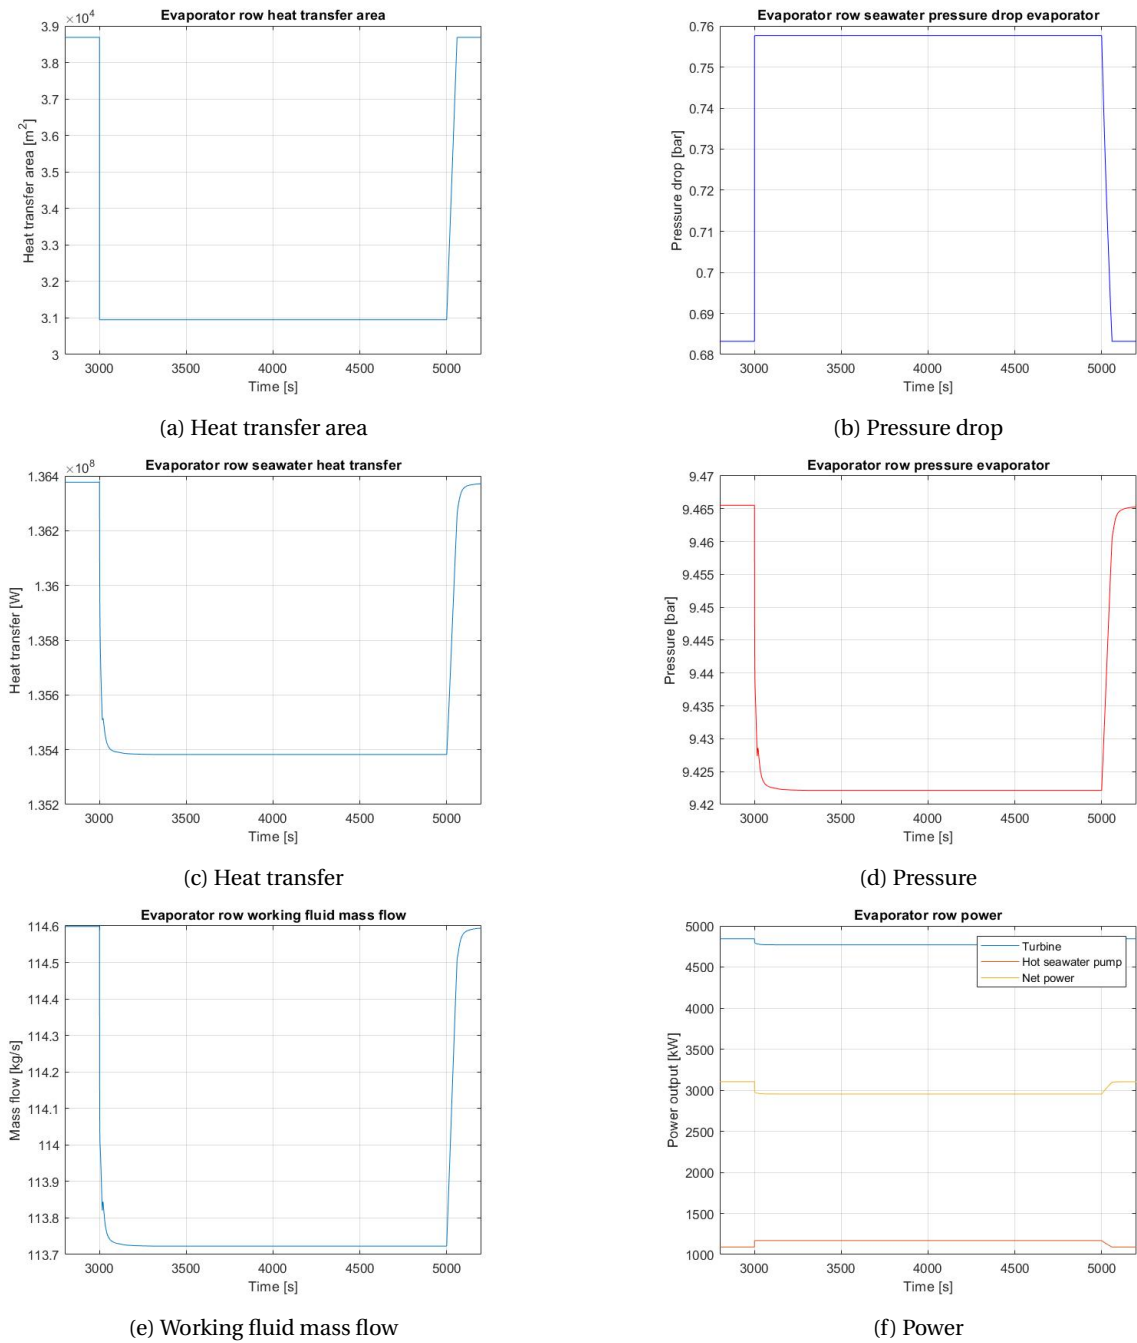 Evaporator row heat transfer area
×10⁴
3.9
3.8
3.7
3.6
3.5
3.4
3.3
3.2
3.1
3
Heat transfer area [m²]
3000 3500 4000 4500 5000
Time [s]
(a) Heat transfer area
Evaporator row seawater pressure drop evaporator
0.76
0.75
0.74
0.73
0.72
0.71
0.7
0.69
0.68
Pressure drop [bar]
3000 3500 4000 4500 5000
Time [s]
(b) Pressure drop
Evaporator row seawater heat transfer
×10⁸
1.364
1.362
1.36
1.358
1.356
1.354
1.352
Heat transfer [W]
3000 3500 4000 4500 5000
Time [s]
(c) Heat transfer
Evaporator row pressure evaporator
9.47
9.465
9.46
9.455
9.45
9.445
9.44
9.435
9.43
9.425
9.42
Pressure [bar]
3000 3500 4000 4500 5000
Time [s]
(d) Pressure
Evaporator row working fluid mass flow
114.6
114.5
114.4
114.3
114.2
114.1
114
113.9
113.8
113.7
Mass flow [kg/s]
3000 3500 4000 4500 5000
Time [s]
(e) Working fluid mass flow
Evaporator row power
5000
4500
4000
3500
3000
2500
2000
1500
1000
Power output [kW]
Turbine
Hot seawater pump
Net power
3000 3500 4000 4500 5000
Time [s]
(f) Power